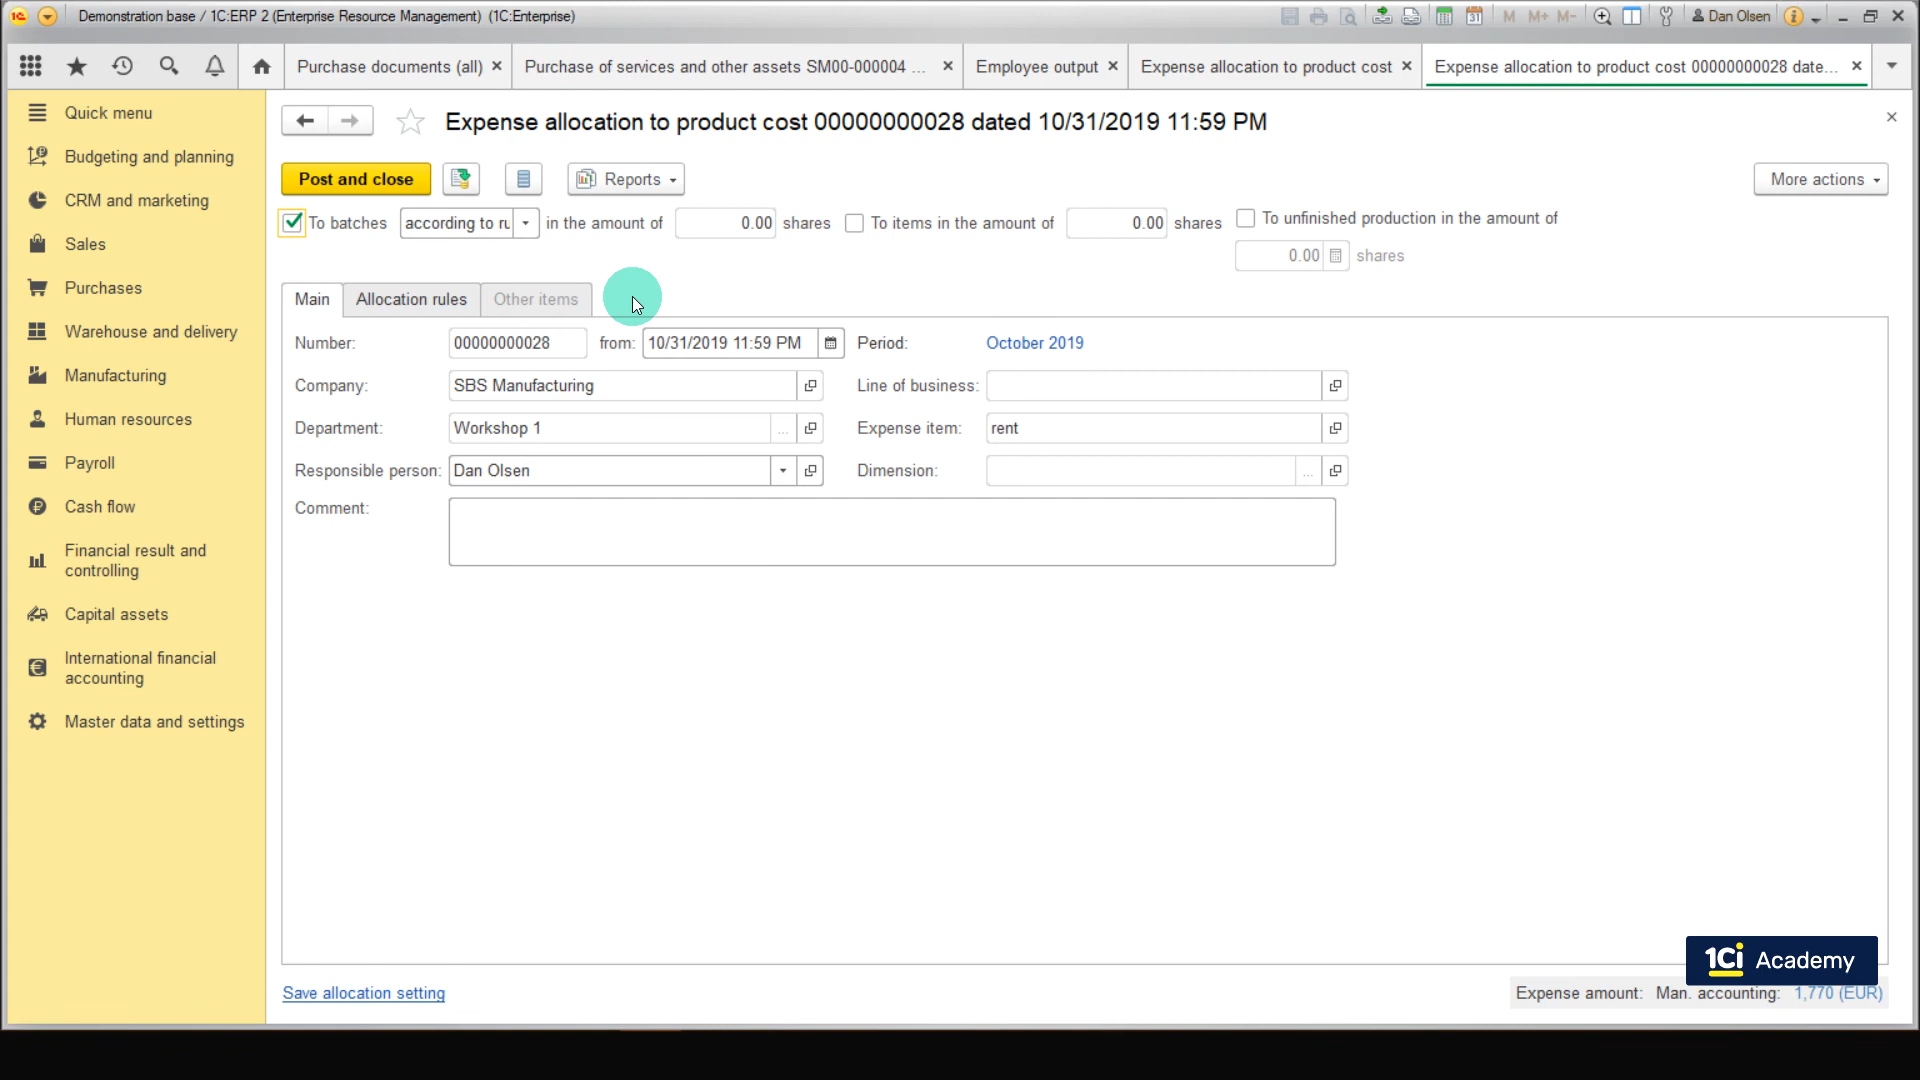 Demonstration base / 1C:ERP 2 (Enterprise Resource Management) (1C:Enterprise)
M M+ M- Dan Olsen
Purchase documents (all) Purchase of services and other assets SM00-000004 ... Employee output Expense allocation to product cost Expense allocation to product cost 00000000028 date...
Quick menu
Budgeting and planning
CRM and marketing
Sales
Purchases
Warehouse and delivery
Manufacturing
Human resources
Payroll
Cash flow
Financial result and
controlling
Capital assets
International financial
accounting
Master data and settings
Expense allocation to product cost 00000000028 dated 10/31/2019 11:59 PM
Post and close Reports More actions
To batches according to ru in the amount of 0.00 shares To items in the amount of 0.00 shares To unfinished production in the amount of
0.00 shares
Main Allocation rules Other items
Number: 00000000028 from: 10/31/2019 11:59 PM Period: October 2019
Company: SBS Manufacturing Line of business:
Department: Workshop 1 ... Expense item: rent
Responsible person: Dan Olsen Dimension: ...
Comment:
1Ci Academy
Save allocation setting Expense amount: Man. accounting: 1,770 (EUR)